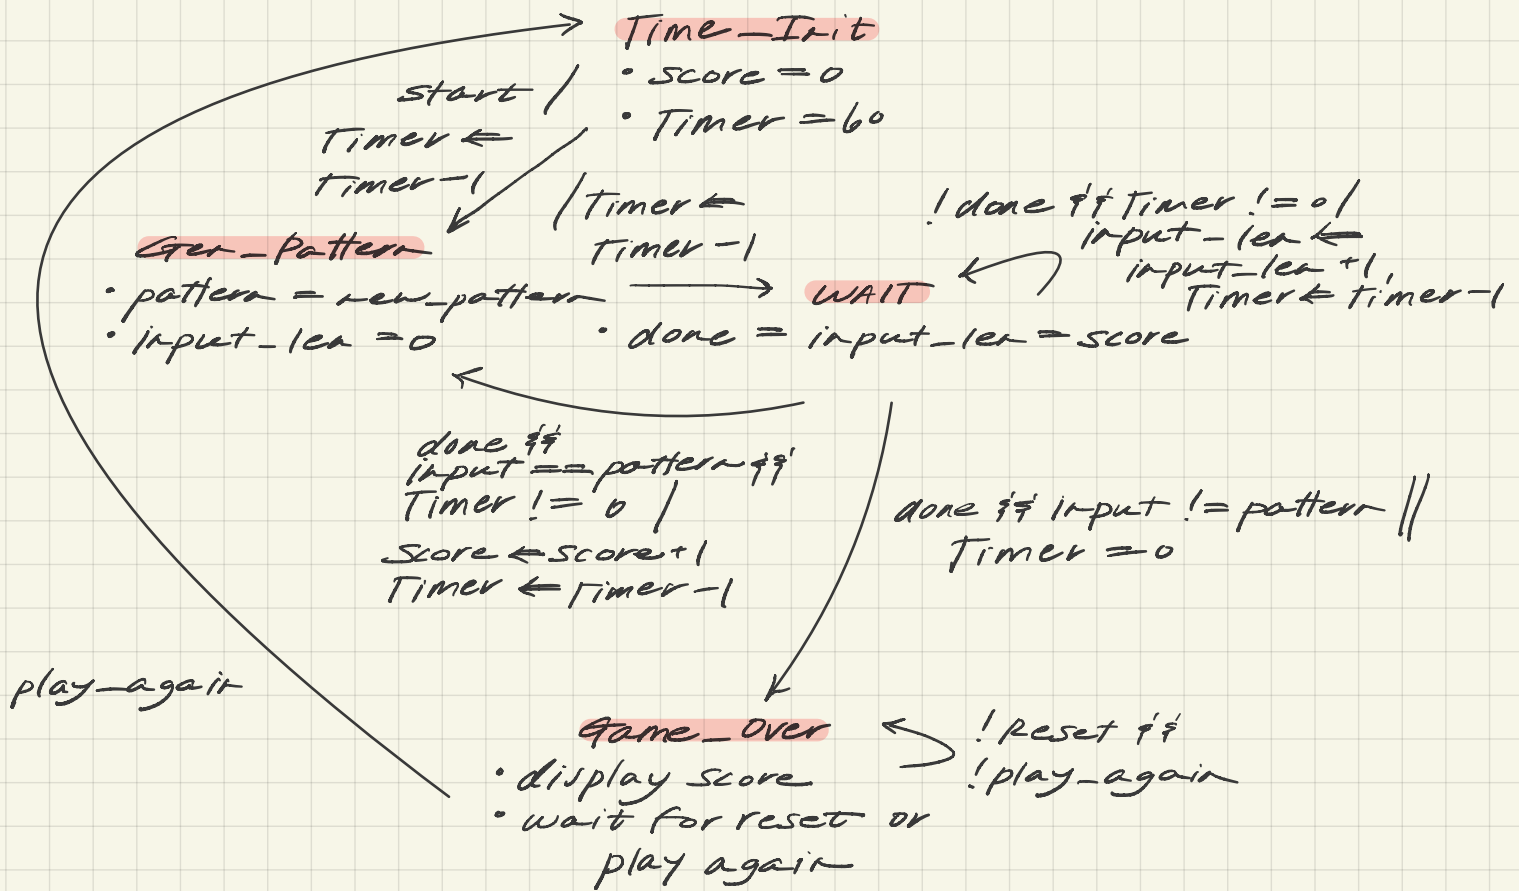 Time_Init
• score = 0
• Timer = 60
start /
Timer ⇐
Timer-1
/ Timer ⇐
Timer-1
! done && Timer != 0 /
input_len ⇐
input_len +1,
Timer ⇐ Timer-1
Gen_Pattern
• pattern = new_pattern
• input_len = 0
WAIT
• done = input_len = score
done &&
input == pattern &&
Timer != 0 /
Score ⇐ score+1
Timer ⇐ Timer-1
done && input != pattern ||
Timer = 0
play_again
Game_Over
• display score
• wait for reset or
play again
! Reset &&
! play_again